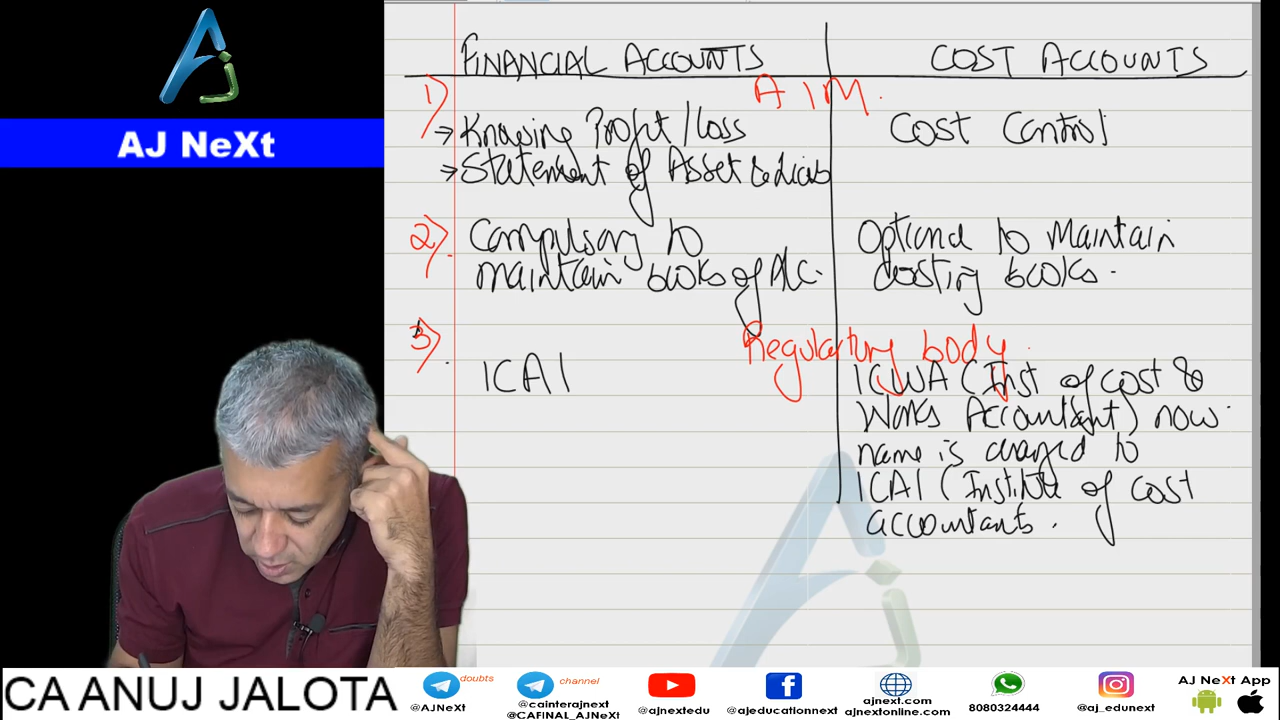 AJ NeXt
FINANCIAL ACCOUNTS
COST ACCOUNTS
AIM.
1)
→ Knowing Profit / Loss
→ Statement of Asset &
Cost Control
2)
Compulsory to
maintain books of A/C.
Optional to Maintain
costing books.
3)
Regulatory body.
ICAI
ICWA (Inst of cost &
Works Accountant) now
name is changed to
ICAI (Institute of cost
accountants.
CA ANUJ JALOTA
doubts
@AJNeXt
channel
@cainterajnext
@CAFINAL_AJNeXt
@ajnextedu
@ajeducationnext
ajnext.com
ajnextonline.com
8080324444
@aj_edunext
AJ NeXt App